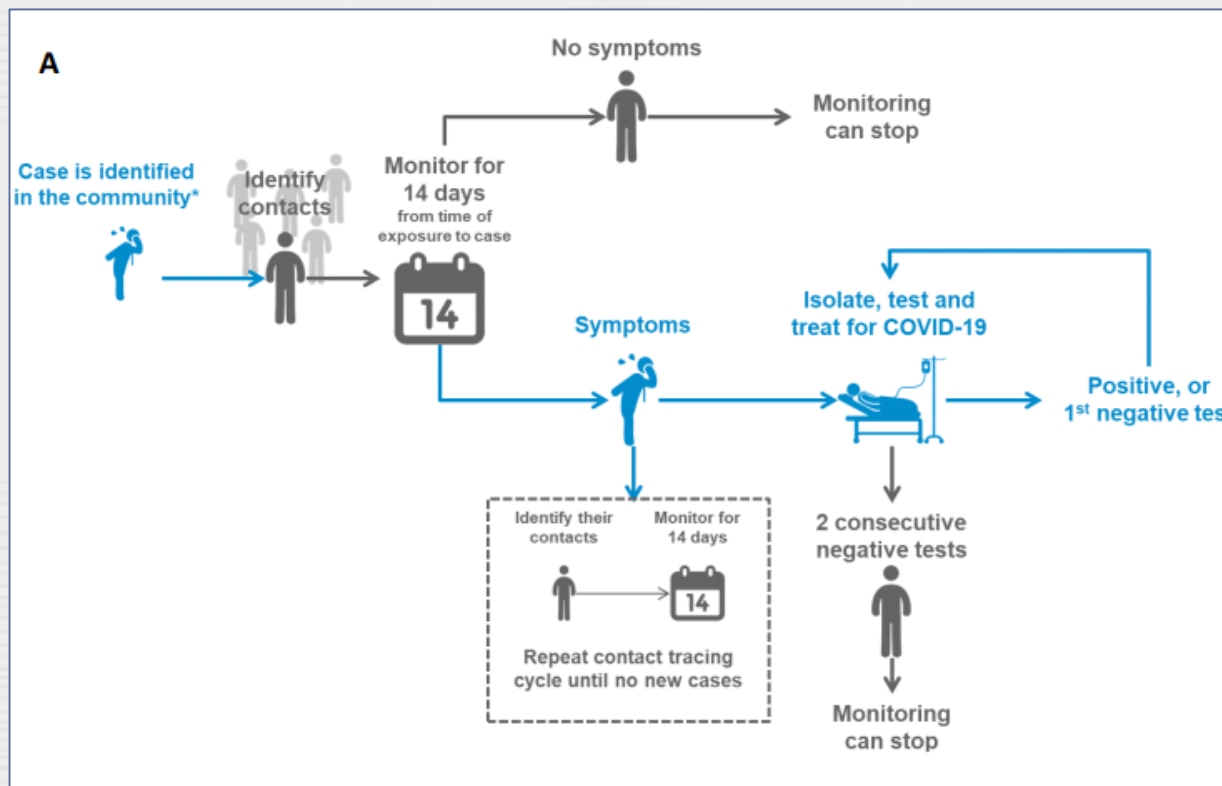 A
No symptoms
Monitoring
can stop
Case is identified
in the community*
Identify
contacts
Monitor for
14 days
from time of
exposure to case
14
Symptoms
Isolate, test and
treat for COVID-19
Positive, or
1st negative tes
Identify their
contacts
Monitor for
14 days
14
Repeat contact tracing
cycle until no new cases
2 consecutive
negative tests
Monitoring
can stop